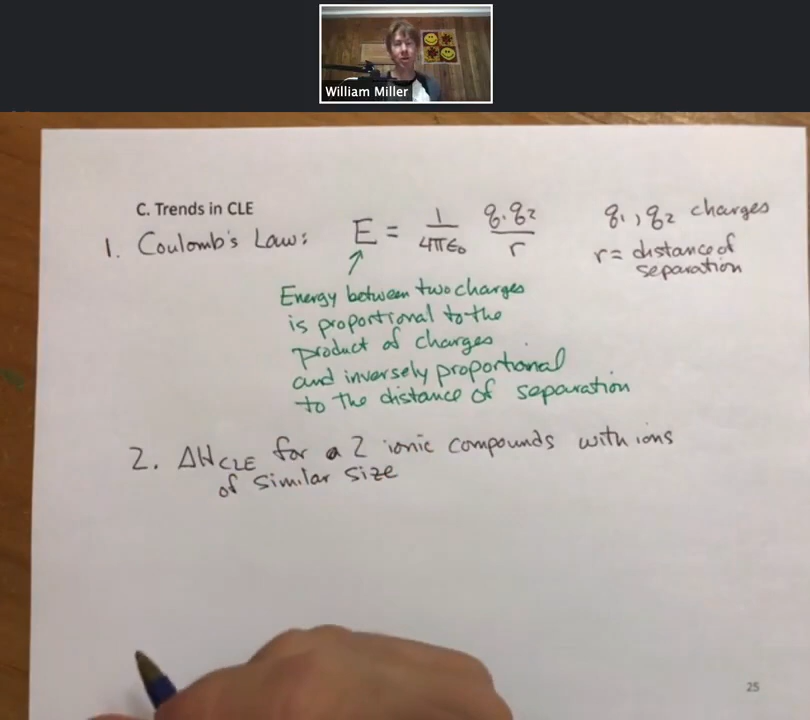 William Miller
C. Trends in CLE
1. Coulomb's Law: E = 1/4πϵ₀ q₁q₂/r
q₁, q₂ charges
r = distance of
separation
Energy between two charges
is proportional to the
product of charges
and inversely proportional
to the distance of separation
2. ΔH_CLE for a 2 ionic compounds with ions
of similar size
25